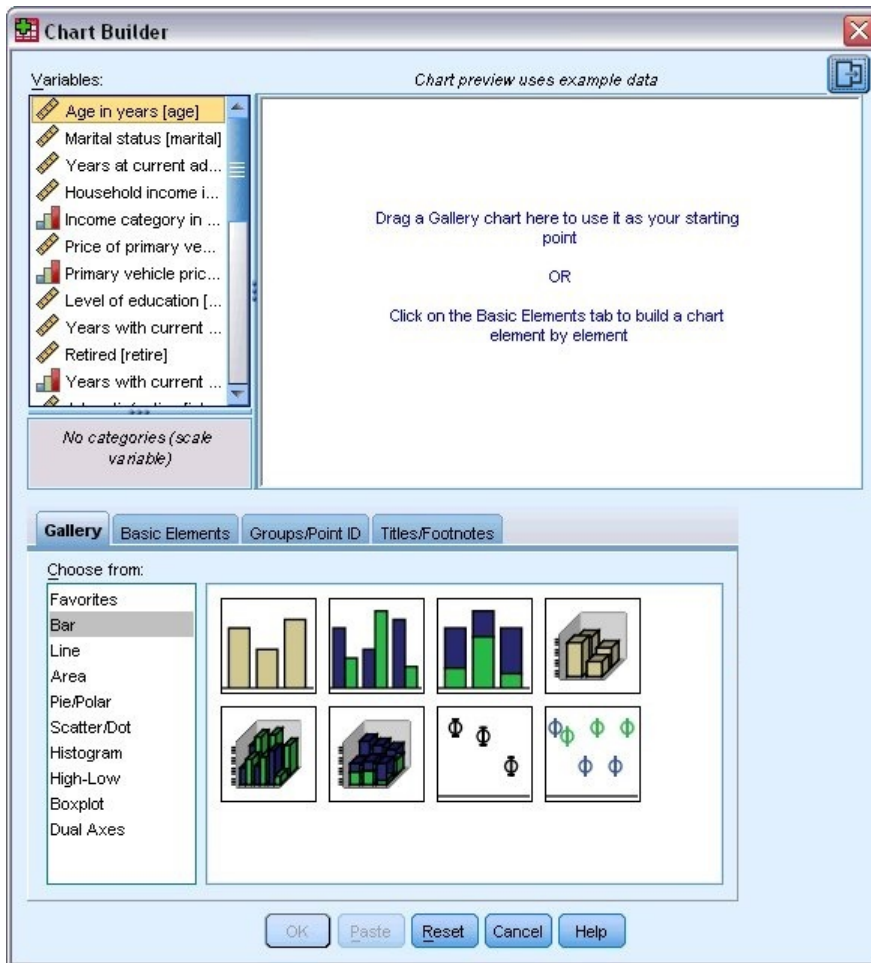 Chart Builder
Variables:
Chart preview uses example data
Age in years [age]
Marital status [marital]
Years at current ad...
Household income i...
Income category in ...
Price of primary ve...
Primary vehicle pric...
Level of education [...
Years with current ...
Retired [retire]
Years with current ...
Drag a Gallery chart here to use it as your starting
point
OR
Click on the Basic Elements tab to build a chart
element by element
No categories (scale
variable)
Gallery
Basic Elements
Groups/Point ID
Titles/Footnotes
Choose from:
Favorites
Bar
Line
Area
Pie/Polar
Scatter/Dot
Histogram
High-Low
Boxplot
Dual Axes
OK
Paste
Reset
Cancel
Help